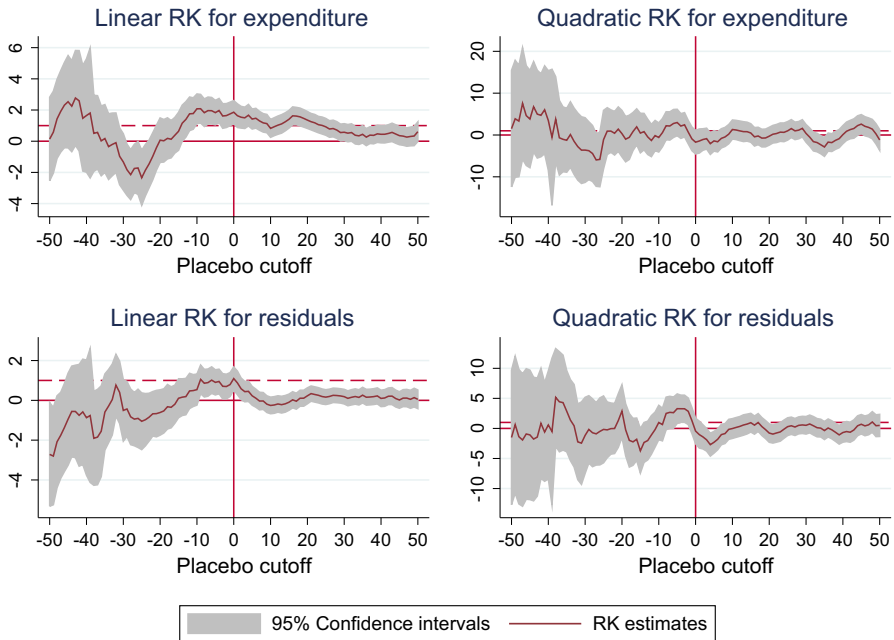 Linear RK for expenditure
6
4
2
0
-2
-4
-50 -40 -30 -20 -10 0 10 20 30 40 50
Placebo cutoff
Quadratic RK for expenditure
20
10
0
-10
-50 -40 -30 -20 -10 0 10 20 30 40 50
Placebo cutoff
Linear RK for residuals
2
0
-2
-4
-50 -40 -30 -20 -10 0 10 20 30 40 50
Placebo cutoff
Quadratic RK for residuals
10
5
0
-5
-10
-50 -40 -30 -20 -10 0 10 20 30 40 50
Placebo cutoff
95% Confidence intervals RK estimates